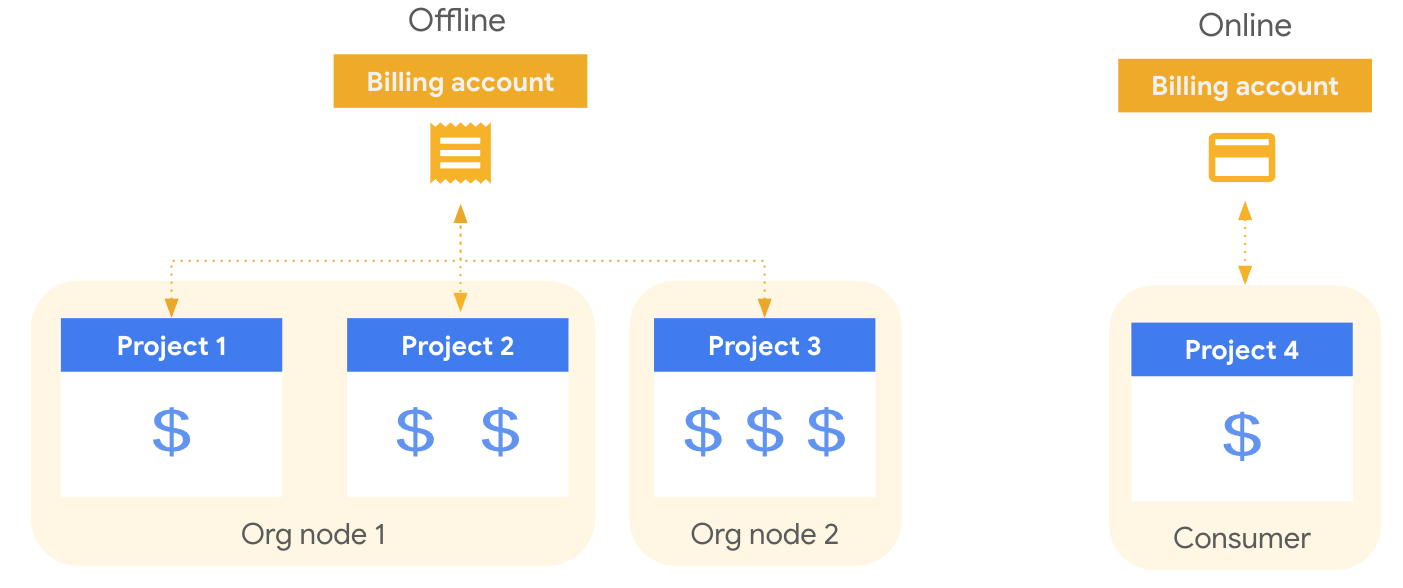 Offline
Billing account
Project 1
$
Project 2
$ $
Project 3
$ $ $
Org node 1
Org node 2
Online
Billing account
Project 4
$
Consumer